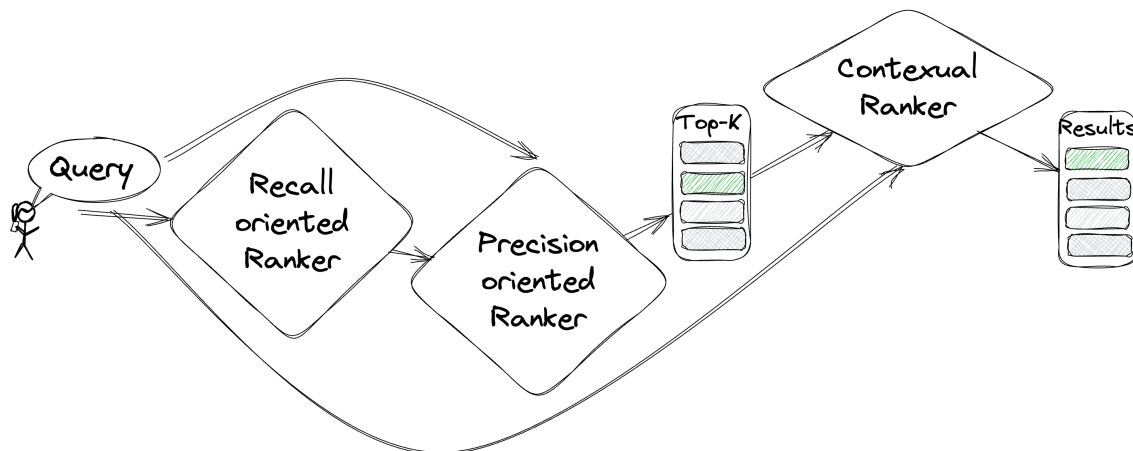 Query
Recall
oriented
Ranker
Precision
oriented
Ranker
Top-K
Contexual
Ranker
Results